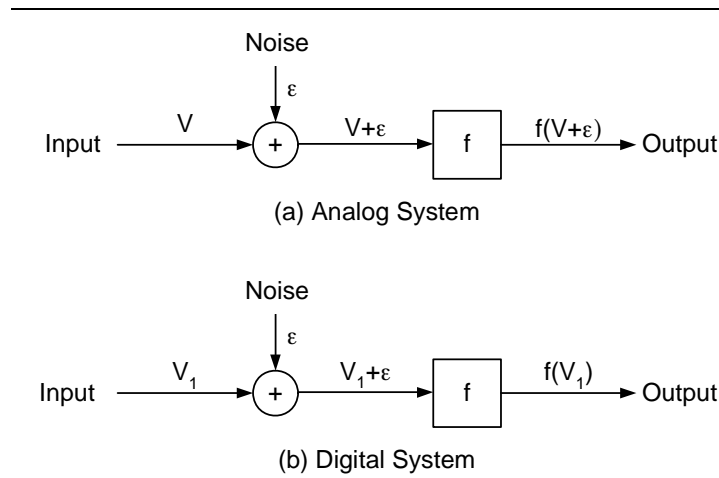 Noise
ε
Input V + V+ε f f(V+ε) Output
(a) Analog System
Noise
ε
Input V₁ + V₁+ε f f(V₁) Output
(b) Digital System